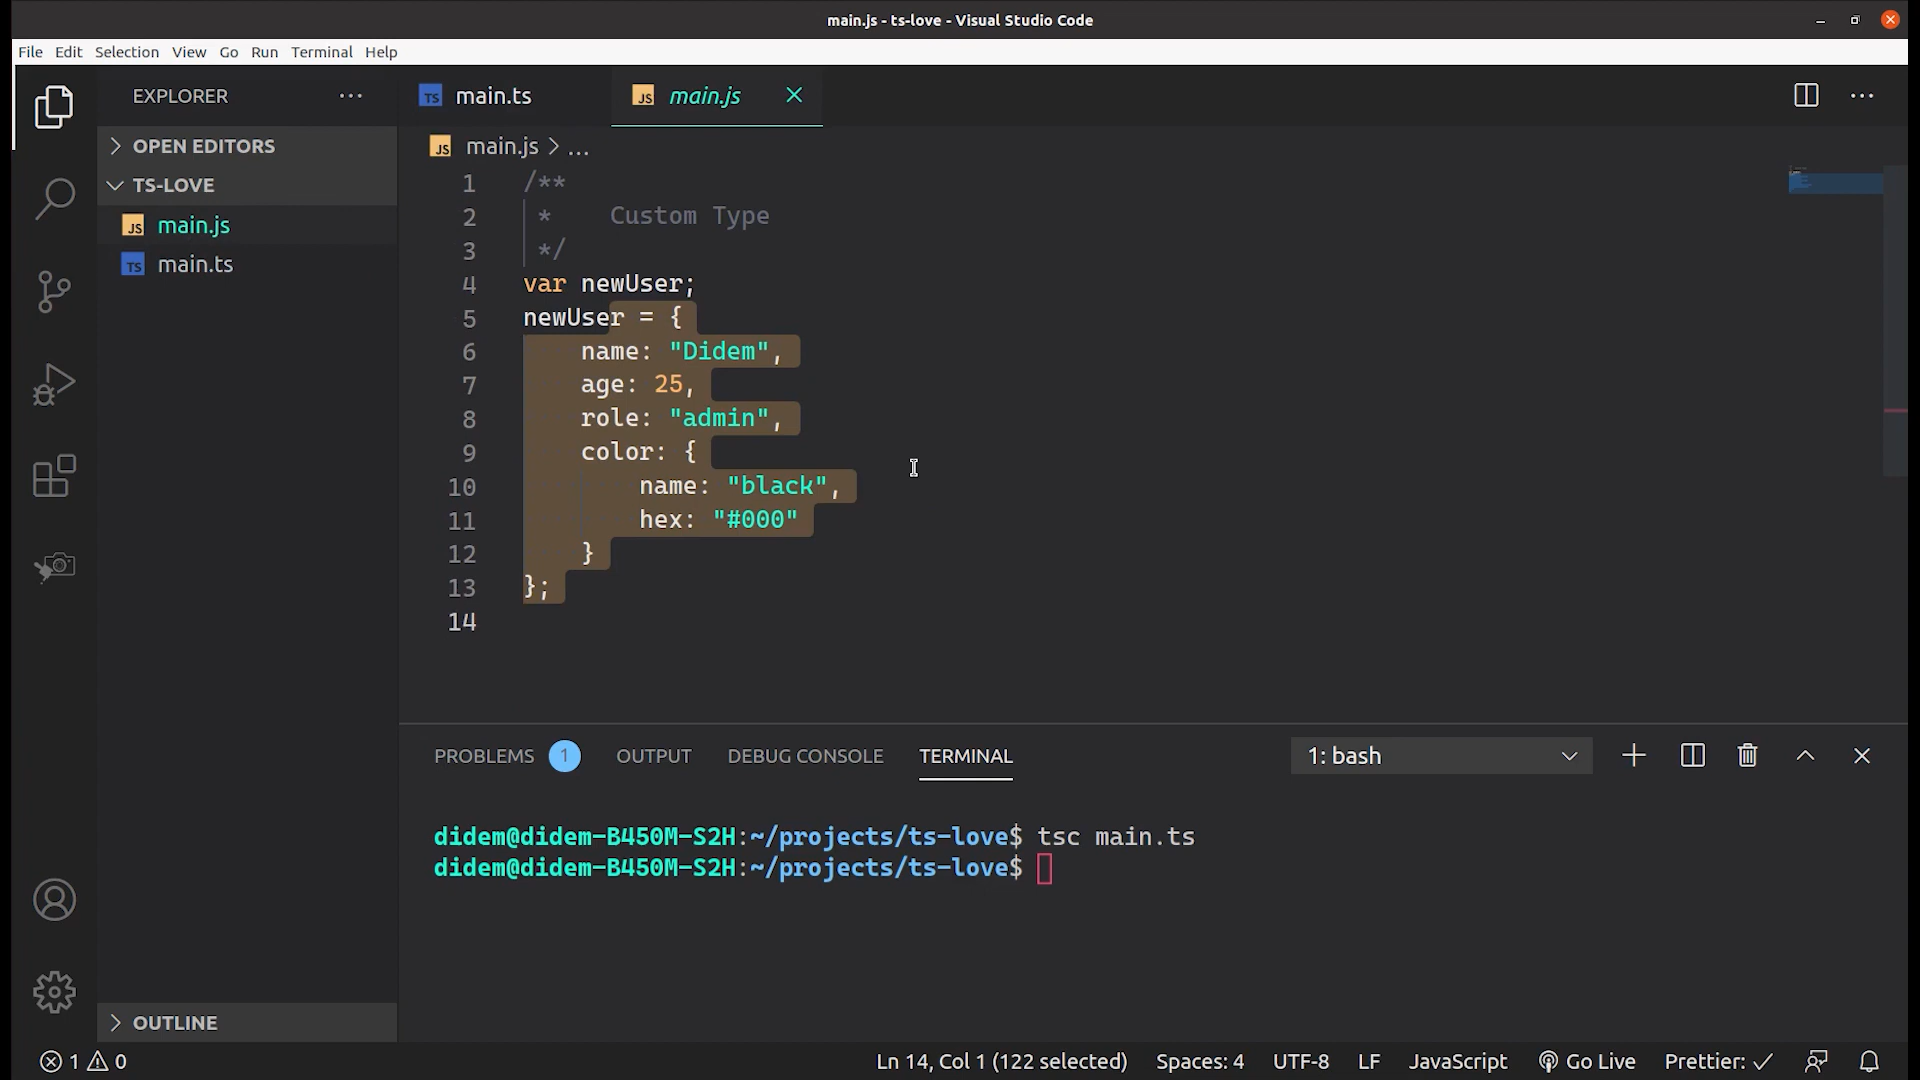 main.js - ts-love - Visual Studio Code
File Edit Selection View Go Run Terminal Help
EXPLORER ...
TS main.ts
JS main.js
OPEN EDITORS
TS-LOVE
JS main.js
TS main.ts
JS main.js > ...
1 /**
2 * Custom Type
3 */
4 var newUser;
5 newUser = {
6 name: "Didem",
7 age: 25,
8 role: "admin",
9 color: {
10 name: "black",
11 hex: "#000"
12 }
13 };
14
PROBLEMS 1 OUTPUT DEBUG CONSOLE TERMINAL 1: bash
didem@didem-B450M-S2H:~/projects/ts-love$ tsc main.ts
didem@didem-B450M-S2H:~/projects/ts-love$
OUTLINE
1 0 Ln 14, Col 1 (122 selected) Spaces: 4 UTF-8 LF JavaScript Go Live Prettier: ✓